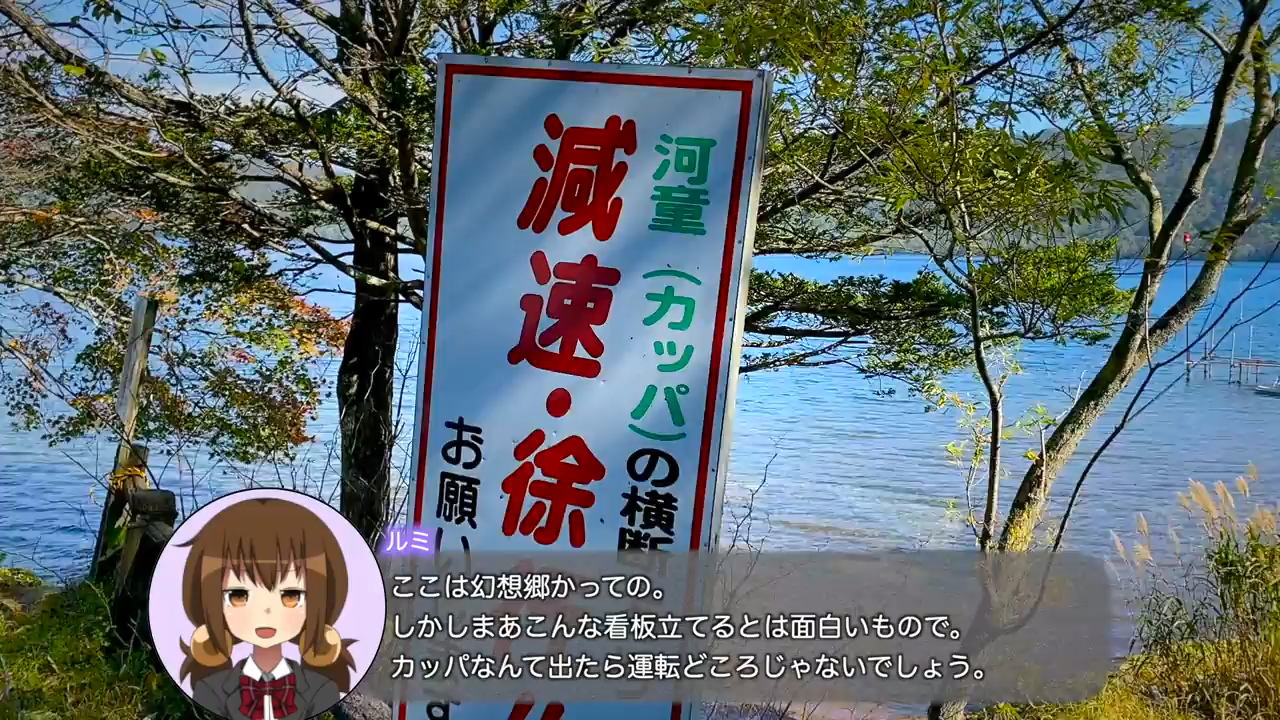 河童（カッパ）の横断
減速・徐行
お願い
ルミ
ここは幻想郷かっての。
しかしまあこんな看板立てるとは面白いもので。
カッパなんて出たら運転どころじゃないでしょう。